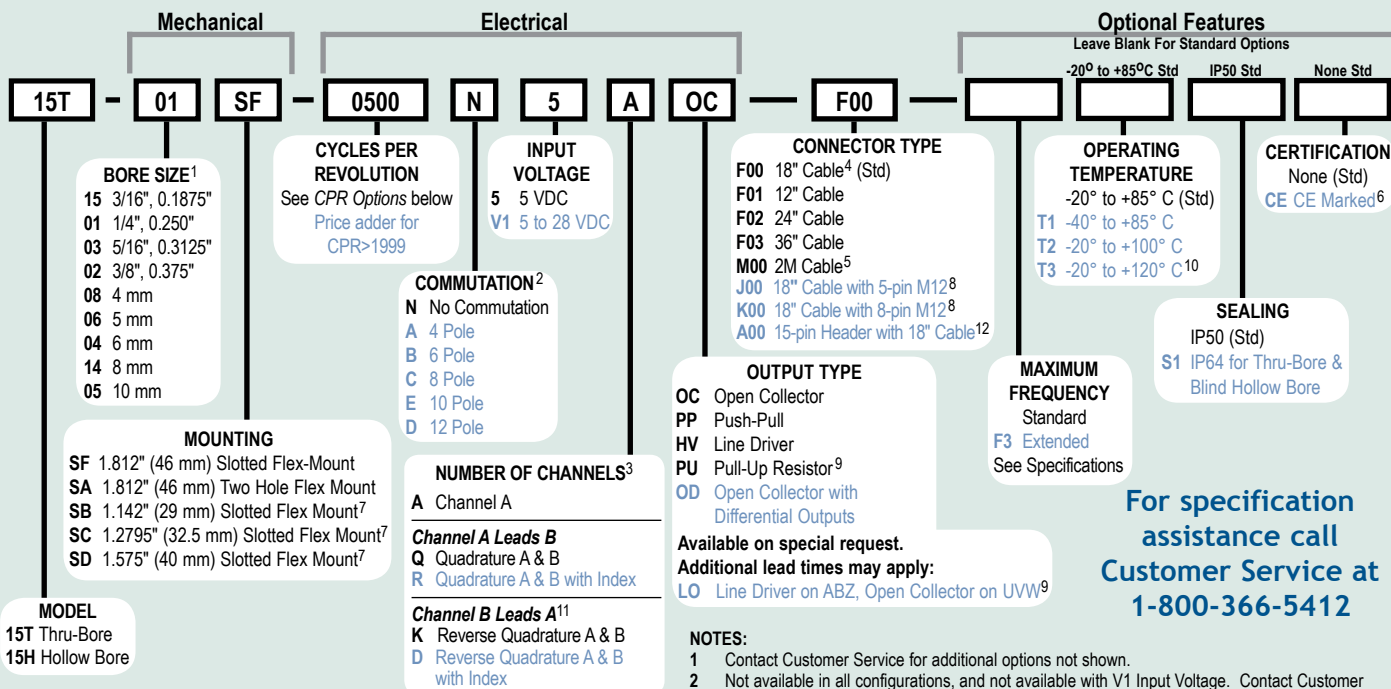 Mechanical
Electrical
Optional Features
Leave Blank For Standard Options
-20⁰ to +85⁰C Std
IP50 Std
None Std
15T - 01 SF - 0500 N 5 A OC — F00 —
BORE SIZE1
15 3/16", 0.1875"
01 1/4", 0.250"
03 5/16", 0.3125"
02 3/8", 0.375"
08 4 mm
06 5 mm
04 6 mm
14 8 mm
05 10 mm
MOUNTING
SF 1.812" (46 mm) Slotted Flex-Mount
SA 1.812" (46 mm) Two Hole Flex Mount
SB 1.142" (29 mm) Slotted Flex Mount7
SC 1.2795" (32.5 mm) Slotted Flex Mount7
SD 1.575" (40 mm) Slotted Flex Mount7
MODEL
15T Thru-Bore
15H Hollow Bore
CYCLES PER
REVOLUTION
See CPR Options below
Price adder for
CPR>1999
COMMUTATION2
N No Commutation
A 4 Pole
B 6 Pole
C 8 Pole
E 10 Pole
D 12 Pole
INPUT
VOLTAGE
5 5 VDC
V1 5 to 28 VDC
NUMBER OF CHANNELS3
A Channel A
Channel A Leads B
Q Quadrature A & B
R Quadrature A & B with Index
Channel B Leads A11
K Reverse Quadrature A & B
D Reverse Quadrature A & B
with Index
CONNECTOR TYPE
F00 18" Cable4 (Std)
F01 12" Cable
F02 24" Cable
F03 36" Cable
M00 2M Cable5
J00 18" Cable with 5-pin M128
K00 18" Cable with 8-pin M128
A00 15-pin Header with 18" Cable12
OUTPUT TYPE
OC Open Collector
PP Push-Pull
HV Line Driver
PU Pull-Up Resistor9
OD Open Collector with
Differential Outputs
Available on special request.
Additional lead times may apply:
LO Line Driver on ABZ, Open Collector on UVW9
MAXIMUM
FREQUENCY
Standard
F3 Extended
See Specifications
OPERATING
TEMPERATURE
-20° to +85° C (Std)
T1 -40° to +85° C
T2 -20° to +100° C
T3 -20° to +120° C10
SEALING
IP50 (Std)
S1 IP64 for Thru-Bore &
Blind Hollow Bore
CERTIFICATION
None (Std)
CE CE Marked6
For specification
assistance call
Customer Service at
1-800-366-5412
NOTES:
1 Contact Customer Service for additional options not shown.
2 Not available in all configurations, and not available with V1 Input Voltage. Contact Customer